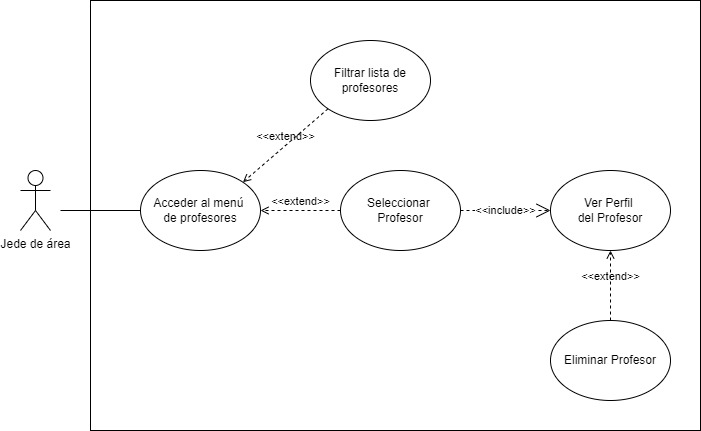 Filtrar lista de
profesores
<<extend>>
Acceder al menú
de profesores
<<extend>>
Seleccionar
Profesor
<<include>>
Ver Perfil
del Profesor
Jede de área
<<extend>>
Eliminar Profesor